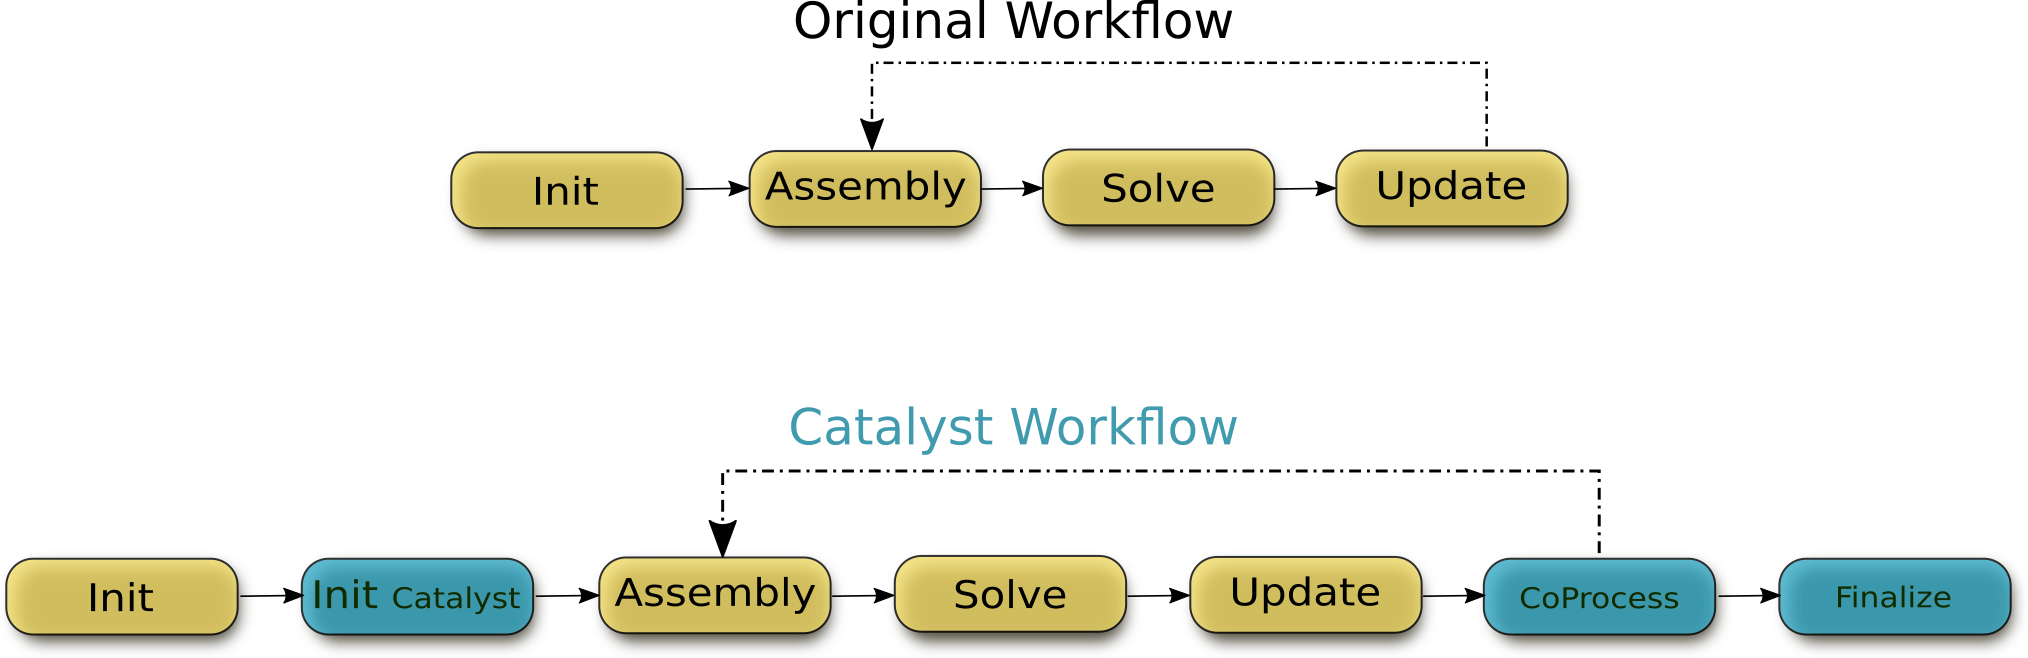 Original Workflow
Init
Assembly
Solve
Update
Catalyst Workflow
Init
Init Catalyst
Assembly
Solve
Update
CoProcess
Finalize